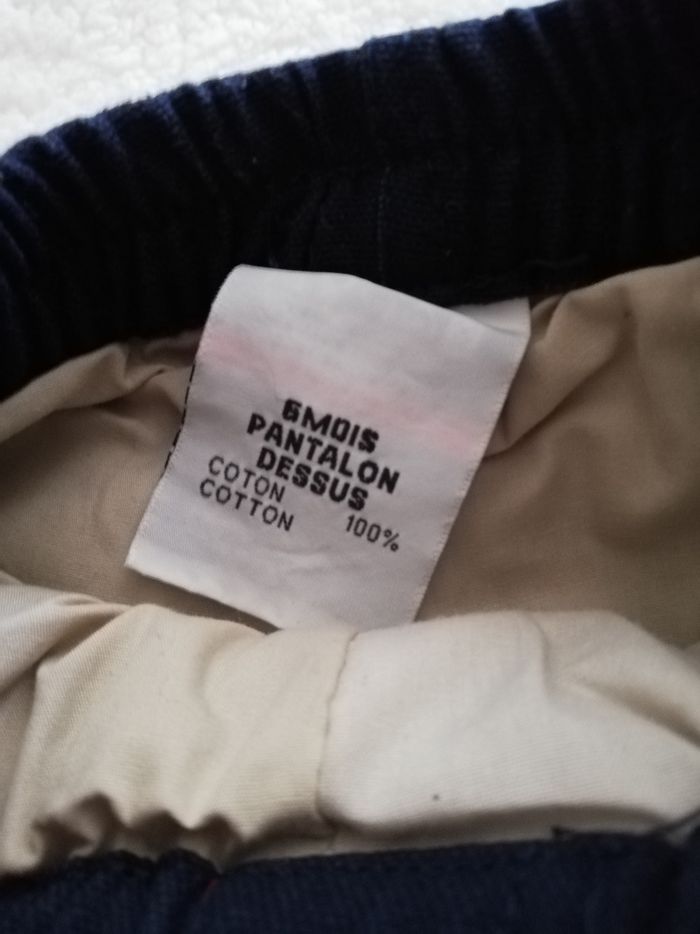 6MOIS
PANTALON
DESSUS
COTON
COTTON 100%